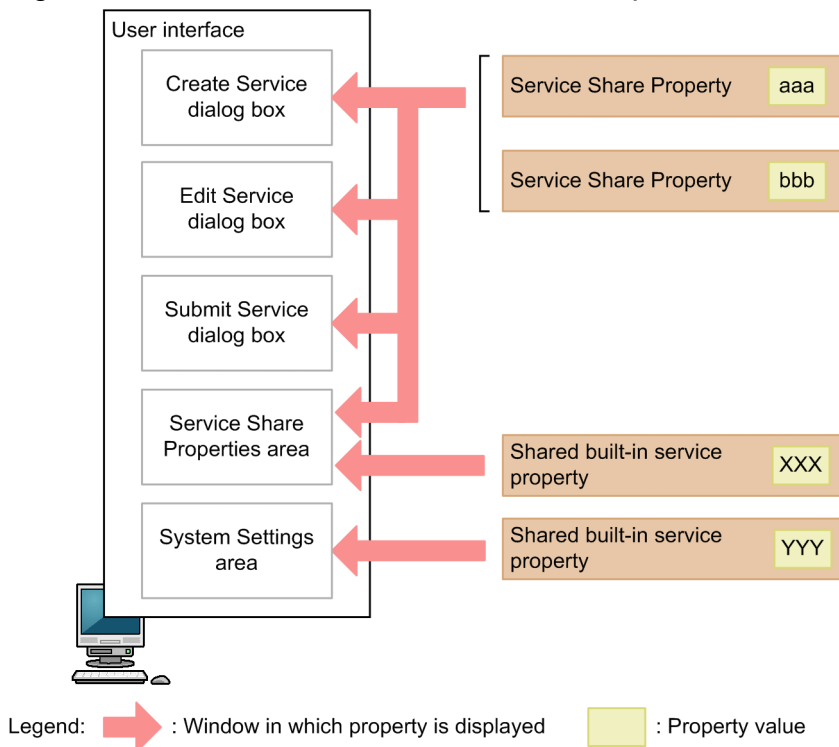 User interface
Create Service
dialog box
Edit Service
dialog box
Submit Service
dialog box
Service Share
Properties area
System Settings
area
Service Share Property aaa
Service Share Property bbb
Shared built-in service
property
XXX
Shared built-in service
property
YYY
Legend: : Window in which property is displayed : Property value